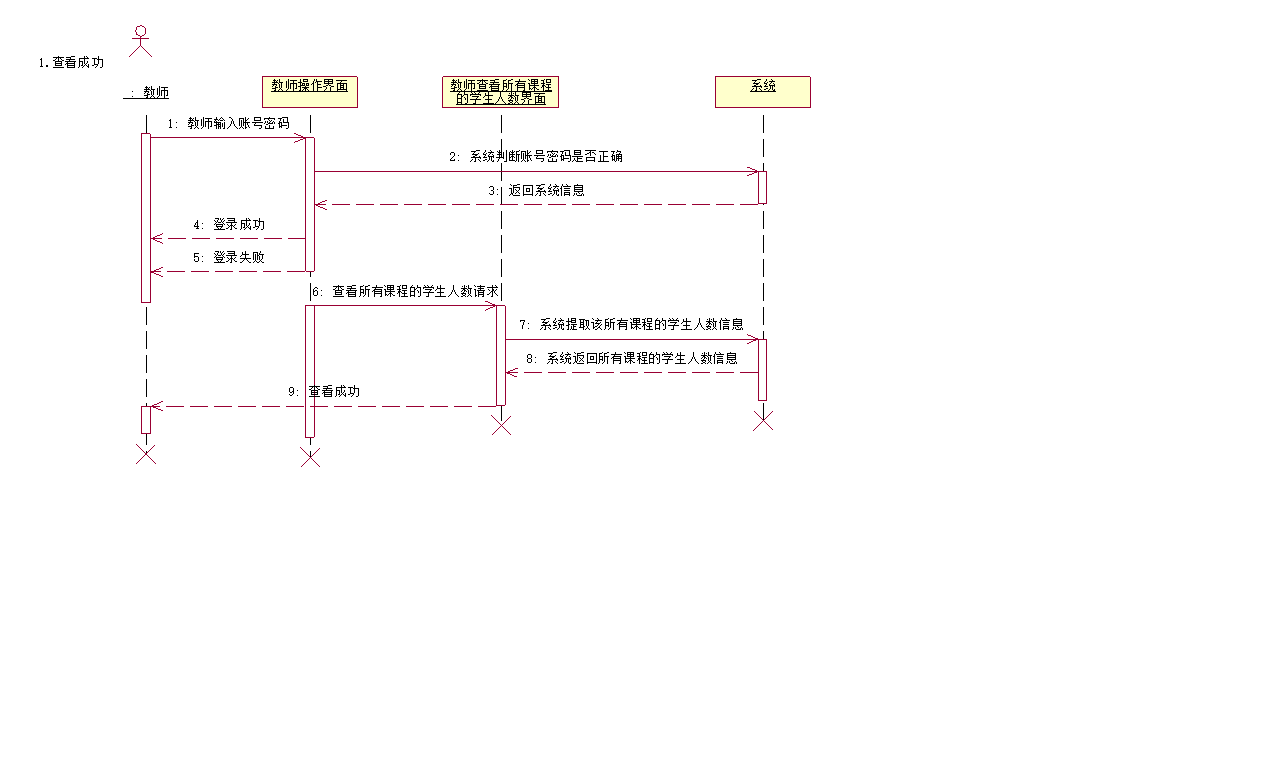 1.查看成功
: 教师
教师操作界面
教师查看所有课程
的学生人数界面
系统
1: 教师输入账号密码
2: 系统判断账号密码是否正确
3: 返回系统信息
4: 登录成功
5: 登录失败
6: 查看所有课程的学生人数请求
7: 系统提取该所有课程的学生人数信息
8: 系统返回所有课程的学生人数信息
9: 查看成功